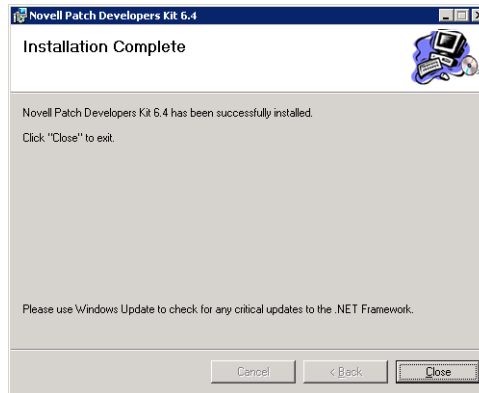 Novell Patch Developers Kit 6.4
Installation Complete
Novell Patch Developers Kit 6.4 has been successfully installed.
Click "Close" to exit.
Please use Windows Update to check for any critical updates to the .NET Framework.
Cancel
< Back
Close